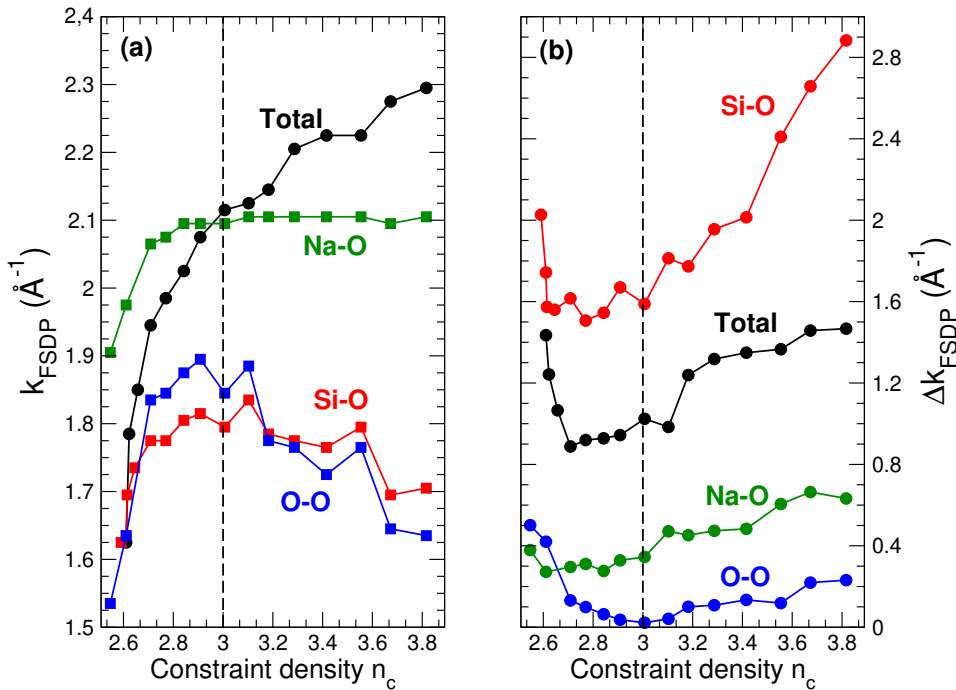 2,4
2.3
2.2
2.1
2
1.9
1.8
1.7
1.6
1.5
k_FSDP (Å⁻¹)
(a)
Total
Na-O
Si-O
O-O
2.6 2.8 3 3.2 3.4 3.6 3.8
Constraint density n_c
(b)
Si-O
Total
Na-O
O-O
2.6 2.8 3 3.2 3.4 3.6 3.8
Constraint density n_c
2.8
2.4
2
1.6
1.2
0.8
0.4
0
Δk_FSDP (Å⁻¹)